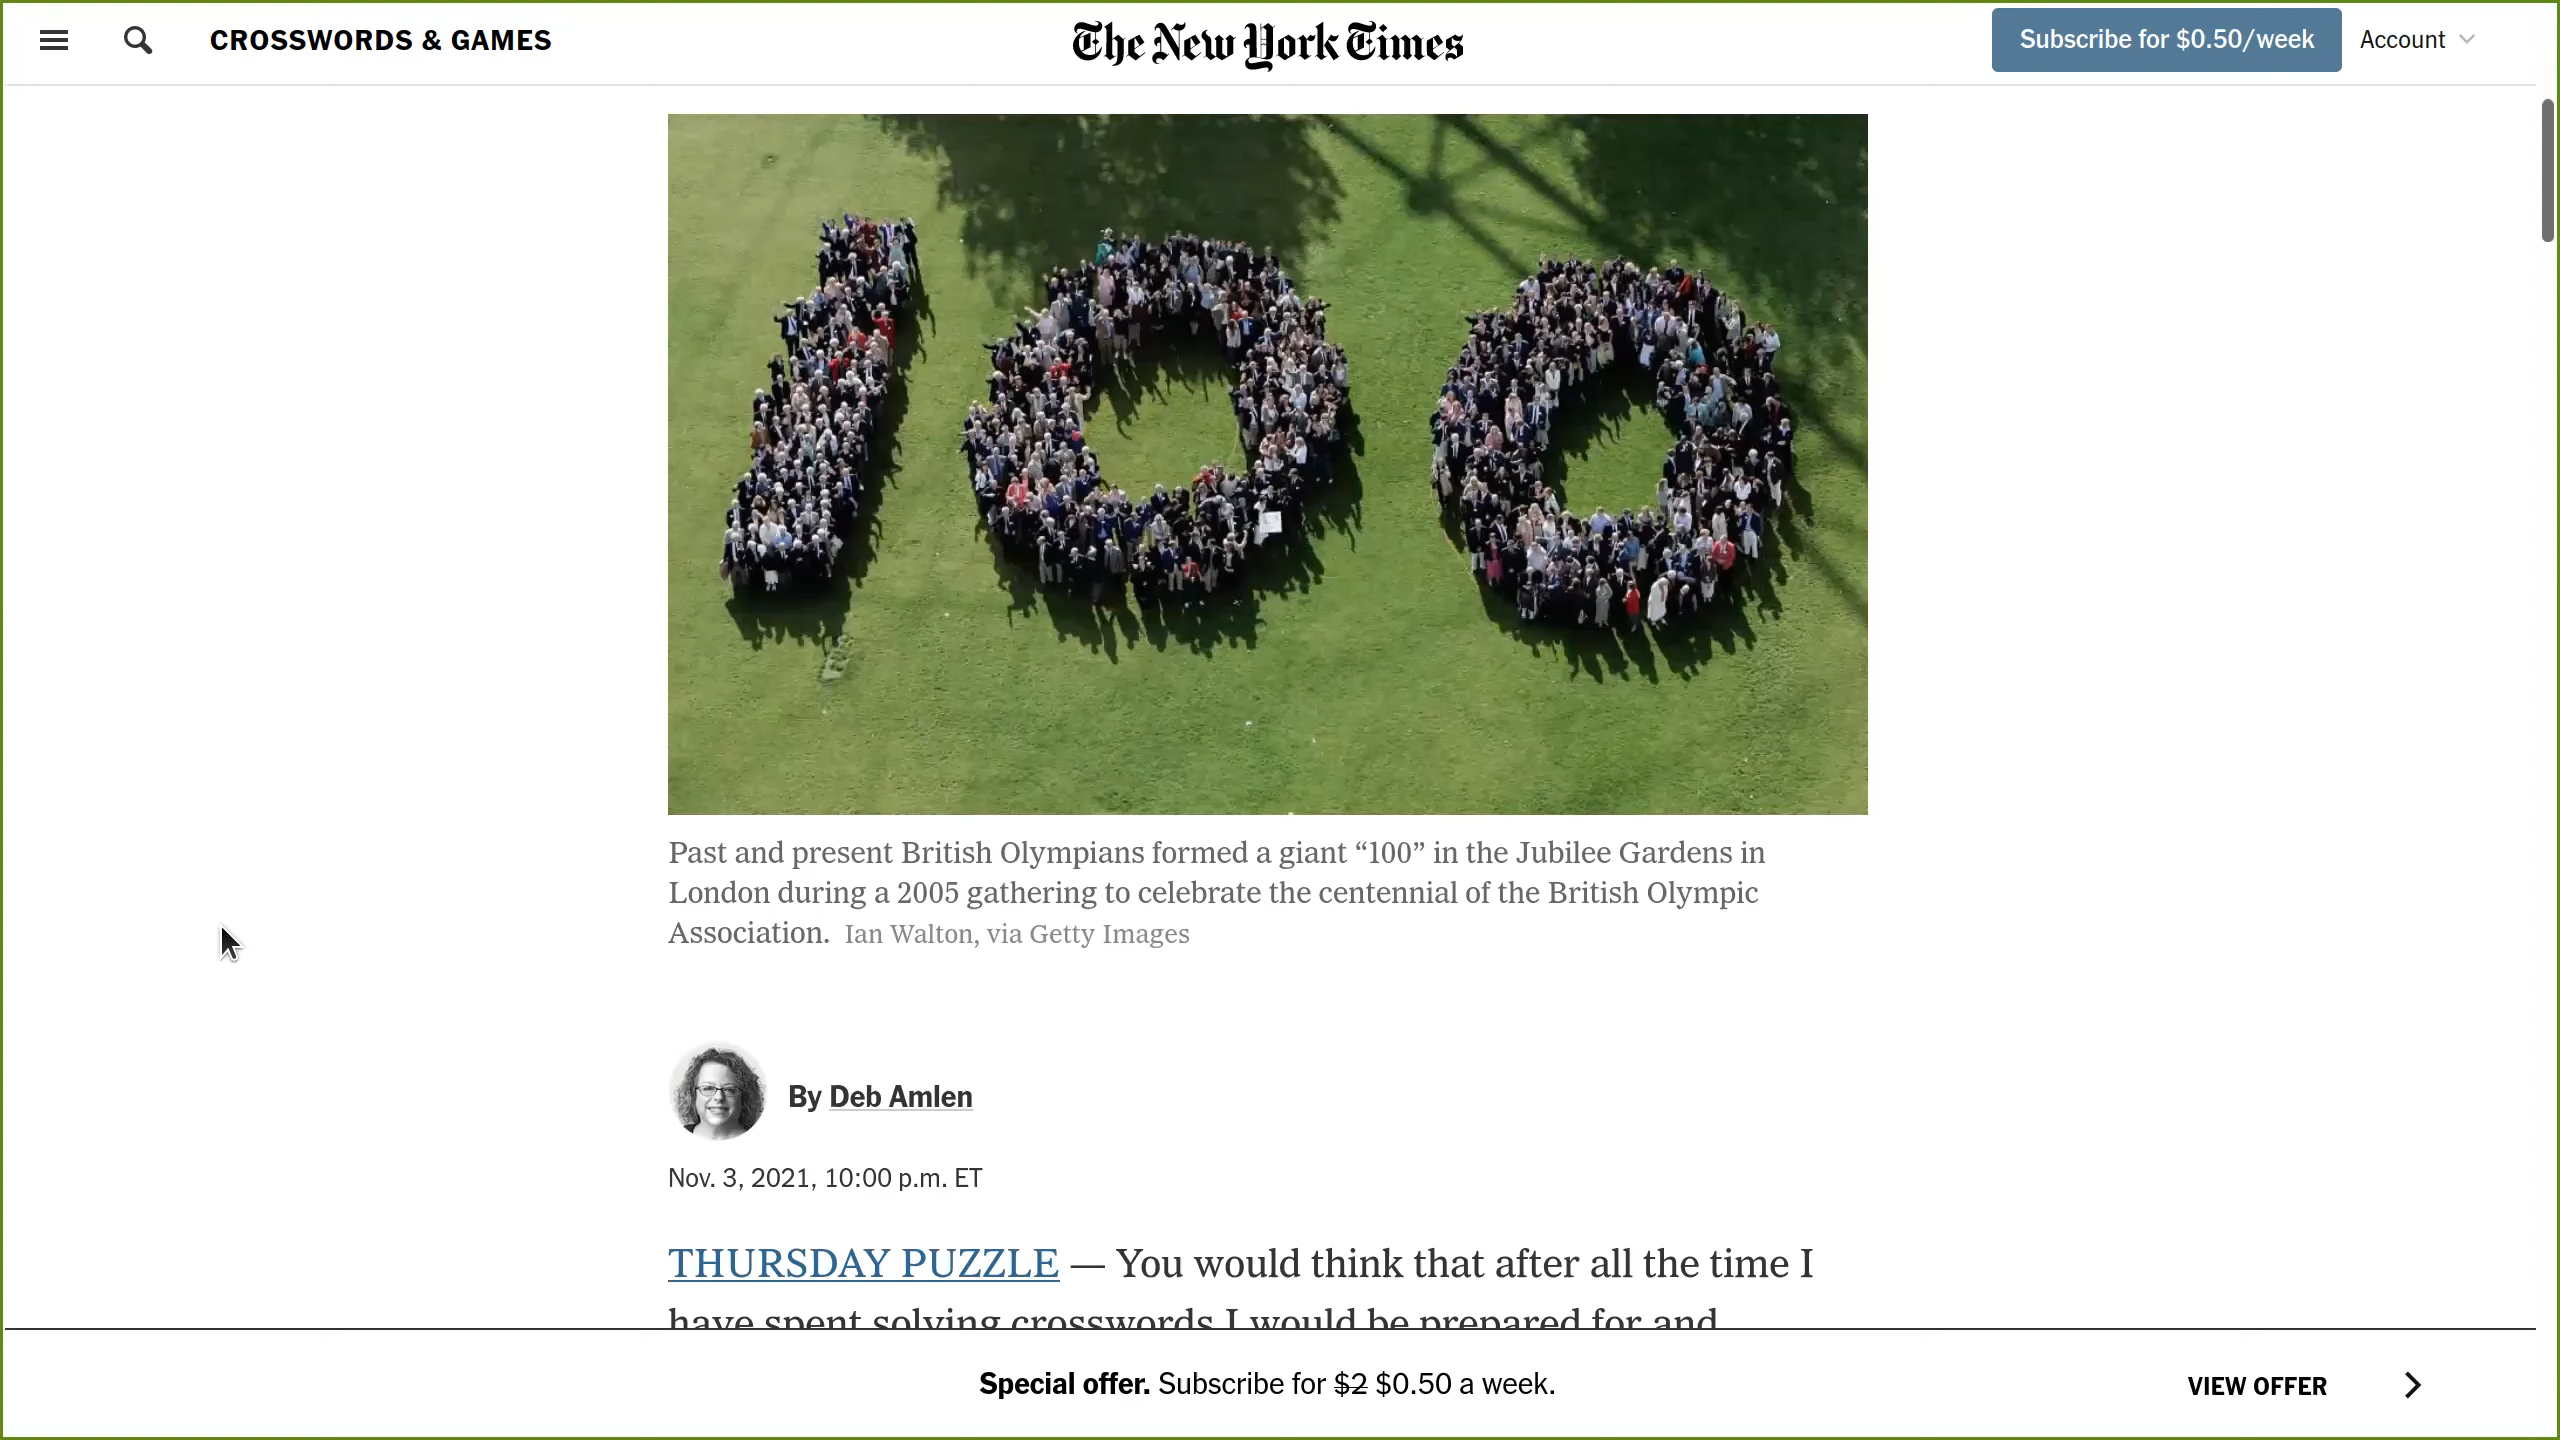 CROSSWORDS & GAMES
The New York Times
Subscribe for $0.50/week
Account
Past and present British Olympians formed a giant “100” in the Jubilee Gardens in
London during a 2005 gathering to celebrate the centennial of the British Olympic
Association. Ian Walton, via Getty Images
By Deb Amlen
Nov. 3, 2021, 10:00 p.m. ET
THURSDAY PUZZLE — You would think that after all the time I
have spent solving crosswords I would be prepared for and
Special offer. Subscribe for $2 $0.50 a week.
VIEW OFFER